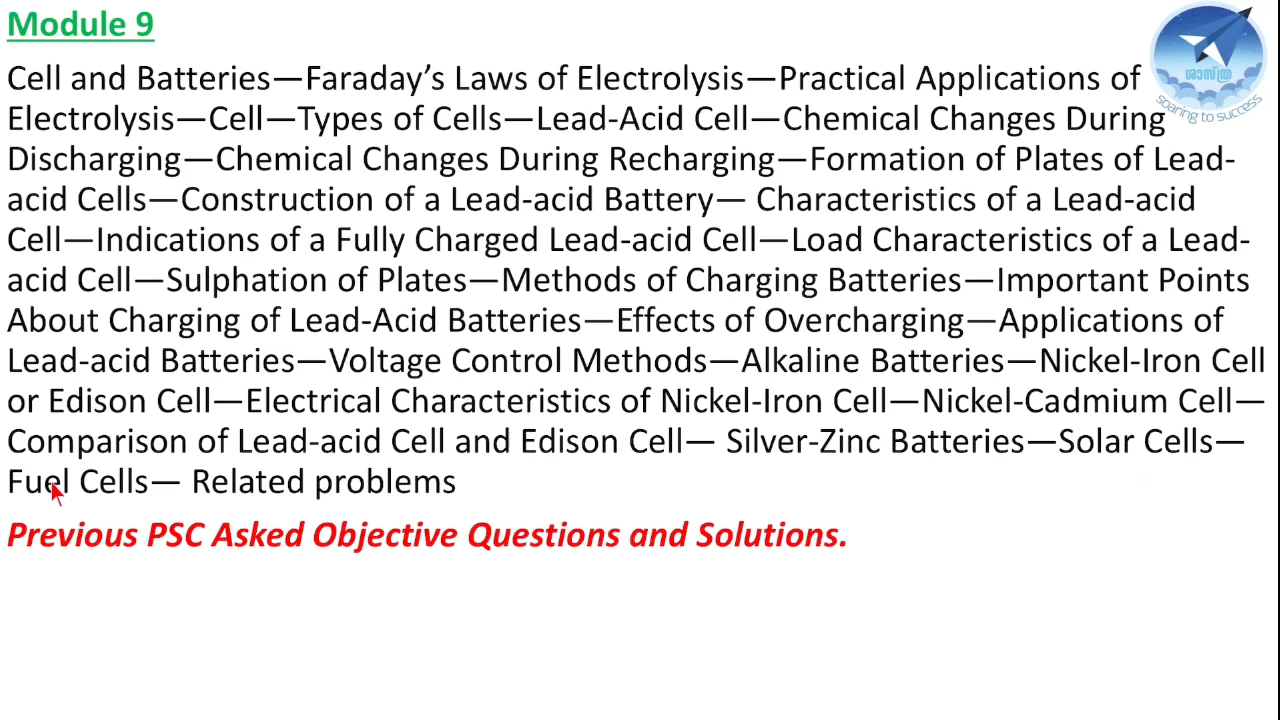 Module 9
Cell and Batteries—Faraday’s Laws of Electrolysis—Practical Applications of
Electrolysis—Cell—Types of Cells—Lead-Acid Cell—Chemical Changes During
Discharging—Chemical Changes During Recharging—Formation of Plates of Lead-
acid Cells—Construction of a Lead-acid Battery— Characteristics of a Lead-acid
Cell—Indications of a Fully Charged Lead-acid Cell—Load Characteristics of a Lead-
acid Cell—Sulphation of Plates—Methods of Charging Batteries—Important Points
About Charging of Lead-Acid Batteries—Effects of Overcharging—Applications of
Lead-acid Batteries—Voltage Control Methods—Alkaline Batteries—Nickel-Iron Cell
or Edison Cell—Electrical Characteristics of Nickel-Iron Cell—Nickel-Cadmium Cell—
Comparison of Lead-acid Cell and Edison Cell— Silver-Zinc Batteries—Solar Cells—
Fuel Cells— Related problems
Previous PSC Asked Objective Questions and Solutions.
ശാസ്ത്ര
soaring to success